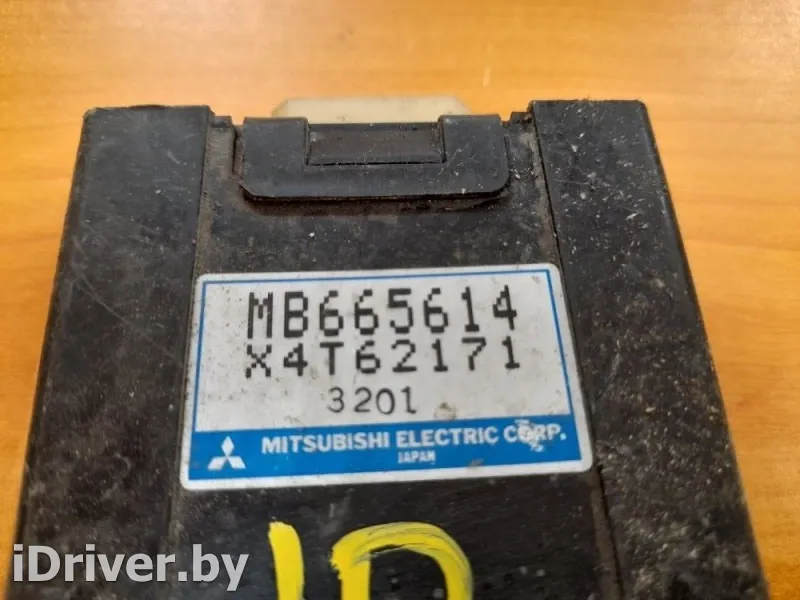 MB665614
X4T62171
3201
MITSUBISHI ELECTRIC CORP.
JAPAN
iDriver.by